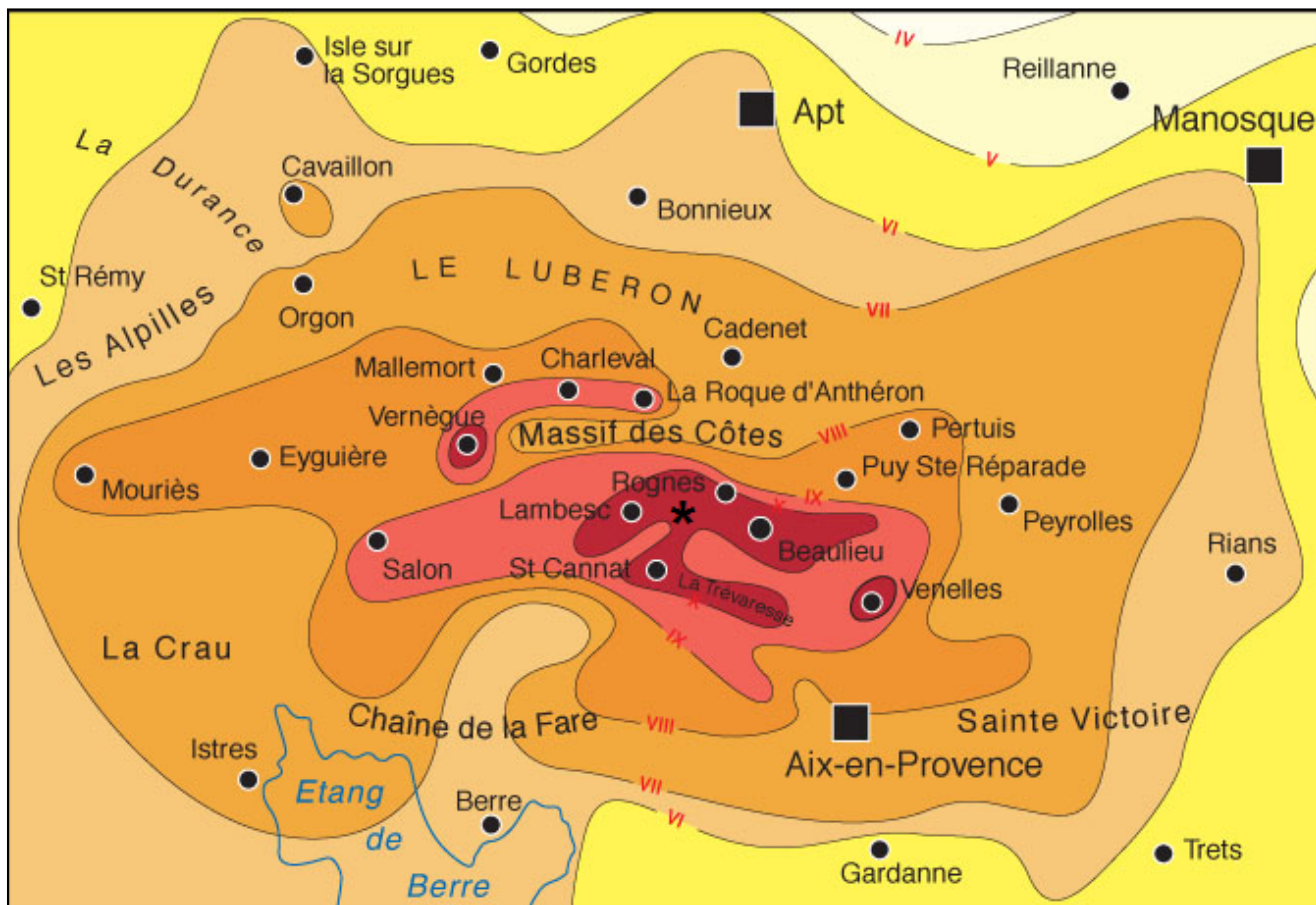 IV
Isle sur
la Sorgues
Gordes
Reillanne
Apt
Manosque
La
Durance
V
Cavaillon
Bonnieux
VI
St Rémy
LE LUBERON
Orgon
VII
Les Alpilles
Cadenet
Mallemort
Charleval
La Roque d'Anthéron
Vernègue
Massif des Côtes
VIII
Pertuis
Eyguière
Puy Ste Réparade
Mouriès
Rognes
X
IX
Lambesc
*
Peyrolles
Beaulieu
Rians
Salon
St Cannat
La Trévaresse
Venelles
X
IX
La Crau
Chaîne de la Fare
VIII
Sainte Victoire
Istres
Aix-en-Provence
Etang
de
Berre
VII
Berre
VI
Gardanne
Trets